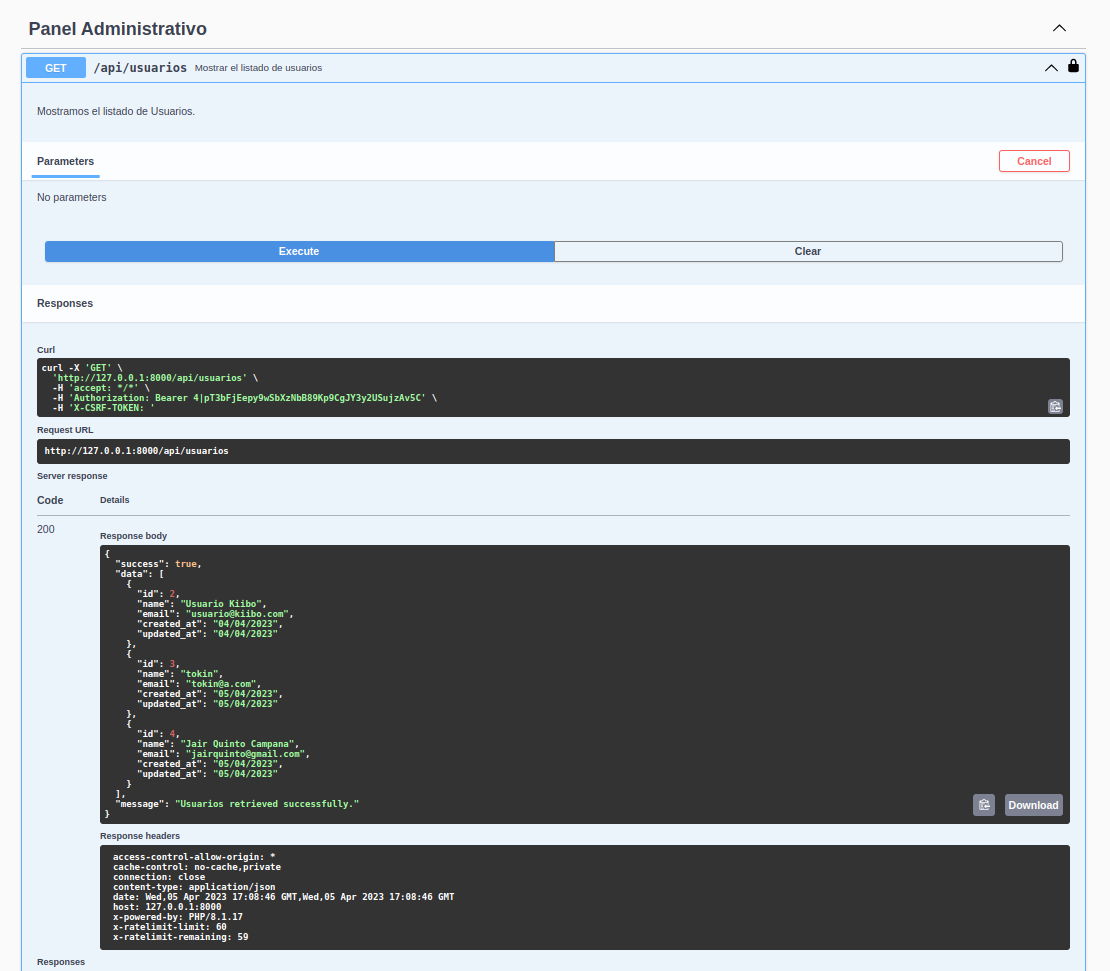 Panel Administrativo
GET /api/usuarios Mostrar el listado de usuarios
Mostramos el listado de Usuarios.
Parameters
Cancel
No parameters
Execute
Clear
Responses
Curl
curl -X 'GET' \
  'http://127.0.0.1:8000/api/usuarios' \
  -H 'accept: */*' \
  -H 'Authorization: Bearer 4|pT3bFjEepy9wSbXzNbB89Kp9CgJY3y2USujzAv5C' \
  -H 'X-CSRF-TOKEN: '
Request URL
http://127.0.0.1:8000/api/usuarios
Server response
Code Details
200
Response body
{
  "success": true,
  "data": [
    {
      "id": 2,
      "name": "Usuario Kiibo",
      "email": "usuario@kiibo.com",
      "created_at": "04/04/2023",
      "updated_at": "04/04/2023"
    },
    {
      "id": 3,
      "name": "tokin",
      "email": "tokin@a.com",
      "created_at": "05/04/2023",
      "updated_at": "05/04/2023"
    },
    {
      "id": 4,
      "name": "Jair Quinto Campana",
      "email": "jairquinto@gmail.com",
      "created_at": "05/04/2023",
      "updated_at": "05/04/2023"
    }
  ],
  "message": "Usuarios retrieved successfully."
}
Download
Response headers
access-control-allow-origin: *
cache-control: no-cache,private
connection: close
content-type: application/json
date: Wed,05 Apr 2023 17:08:46 GMT,Wed,05 Apr 2023 17:08:46 GMT
host: 127.0.0.1:8000
x-powered-by: PHP/8.1.17
x-ratelimit-limit: 60
x-ratelimit-remaining: 59
Responses